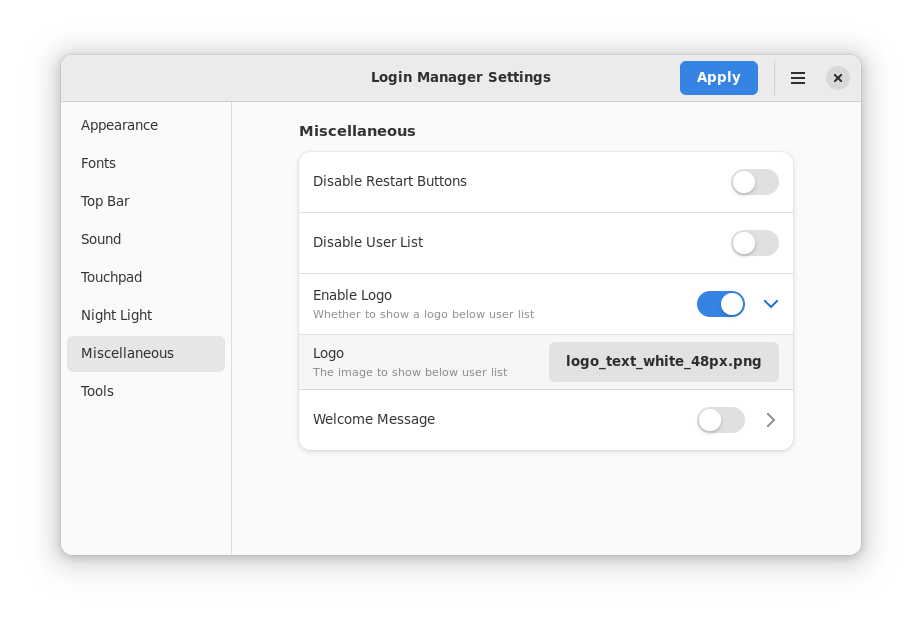 Login Manager Settings
Apply
Appearance
Fonts
Top Bar
Sound
Touchpad
Night Light
Miscellaneous
Tools
Miscellaneous
Disable Restart Buttons
Disable User List
Enable Logo
Whether to show a logo below user list
Logo
The image to show below user list
logo_text_white_48px.png
Welcome Message